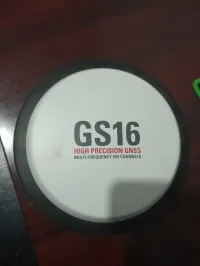 GS16
HIGH PRECISION GNSS
MULTI-FREQUENCY 555 CHANNELS